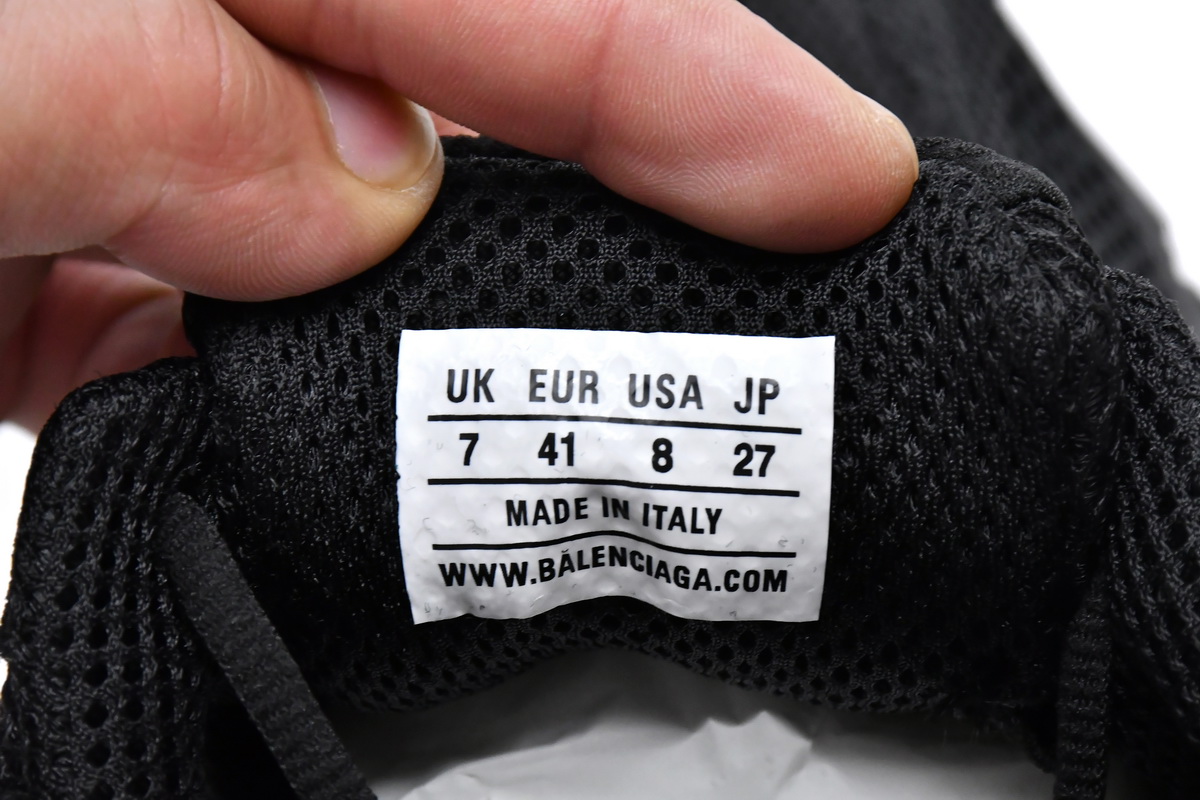 UK EUR USA JP
7 41 8 27
MADE IN ITALY
WWW.BĂLENCIAGA.COM